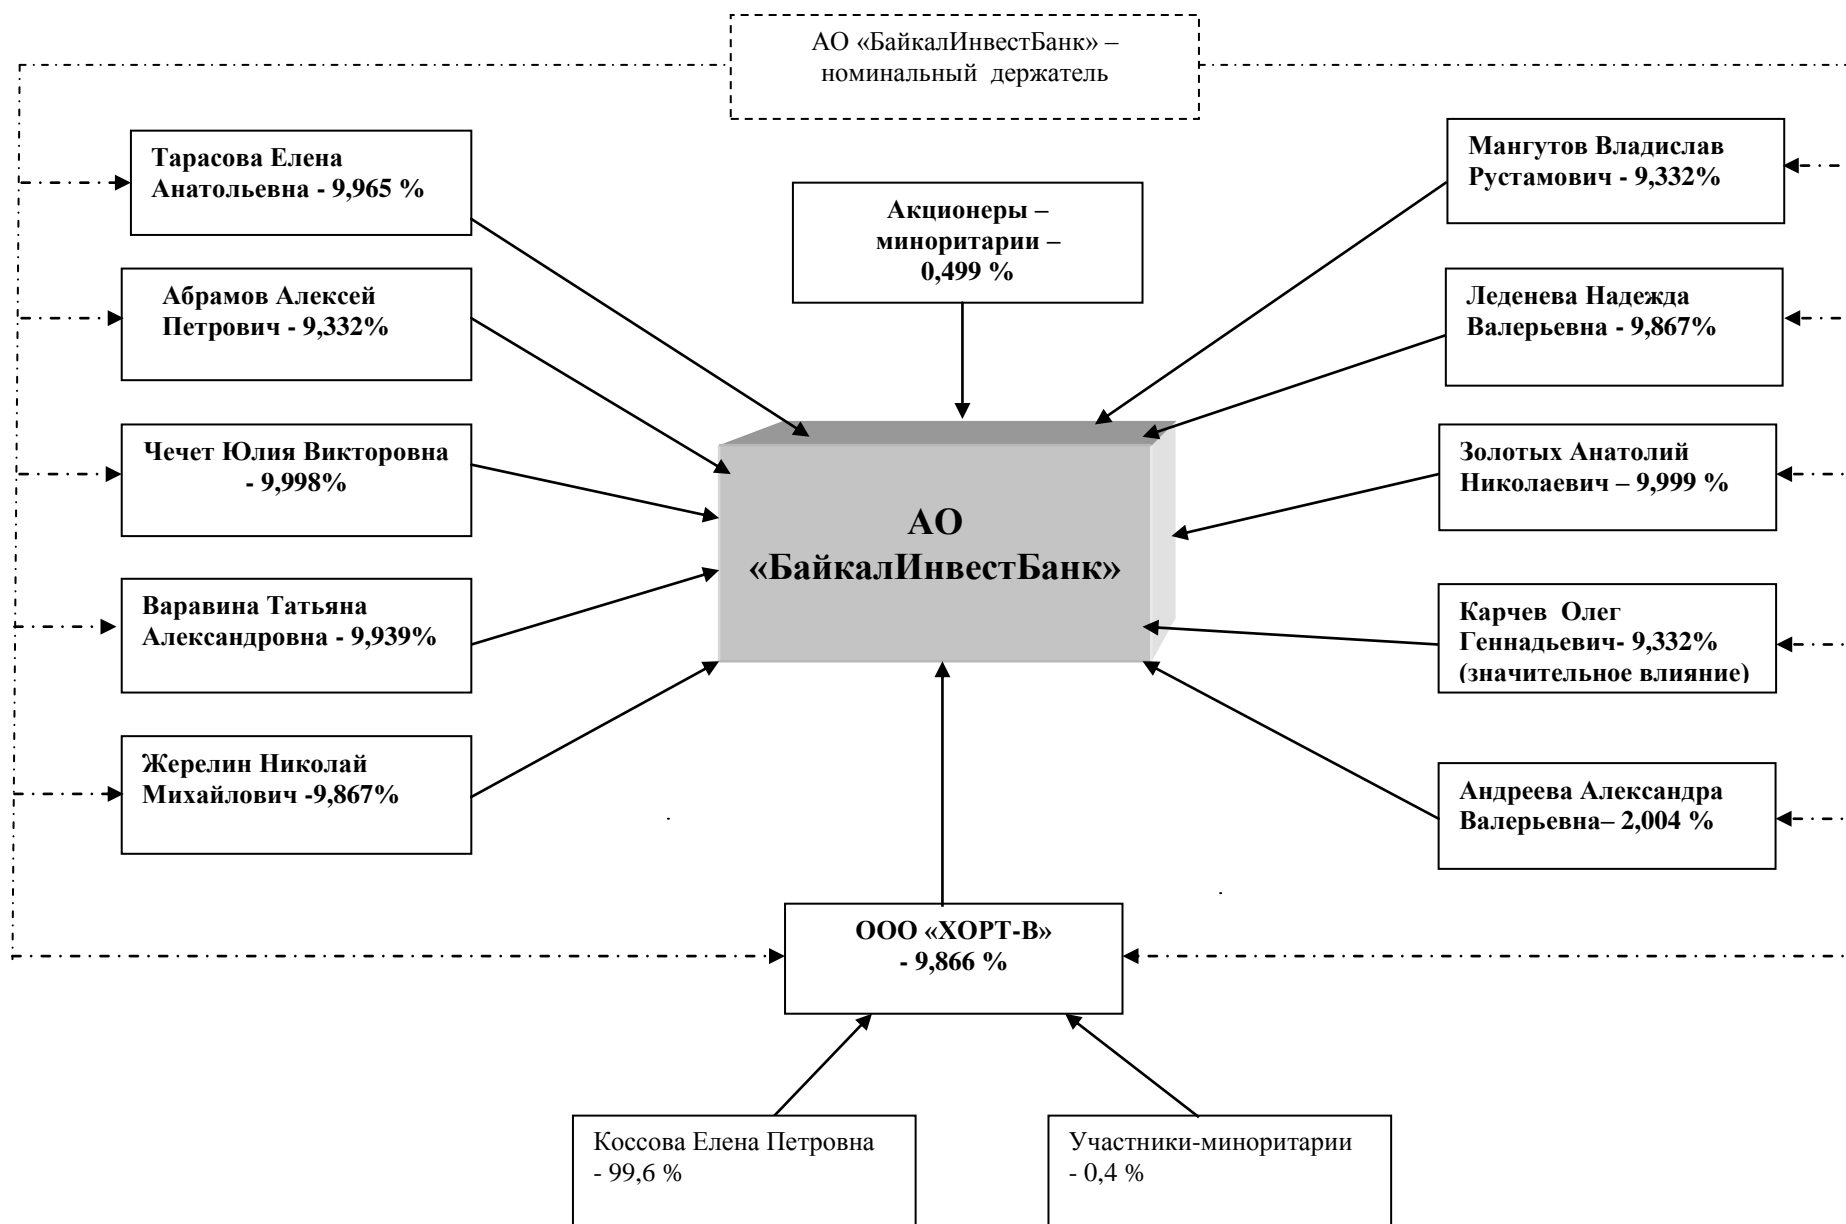 АО «БайкалИнвестБанк» –
номинальный держатель
Тарасова Елена
Анатольевна - 9,965 %
Абрамов Алексей
Петрович - 9,332%
Чечет Юлия Викторовна
- 9,998%
Варавина Татьяна
Александровна - 9,939%
Жерелин Николай
Михайлович -9,867%
Акционеры –
миноритарии –
0,499 %
АО
«БайкалИнвестБанк»
Мангутов Владислав
Рустамович - 9,332%
Леденева Надежда
Валерьевна - 9,867%
Золотых Анатолий
Николаевич – 9,999 %
Карчев Олег
Геннадьевич- 9,332%
(значительное влияние)
Андреева Александра
Валерьевна– 2,004 %
ООО «ХОРТ-В»
- 9,866 %
Коссова Елена Петровна
- 99,6 %
Участники-миноритарии
- 0,4 %